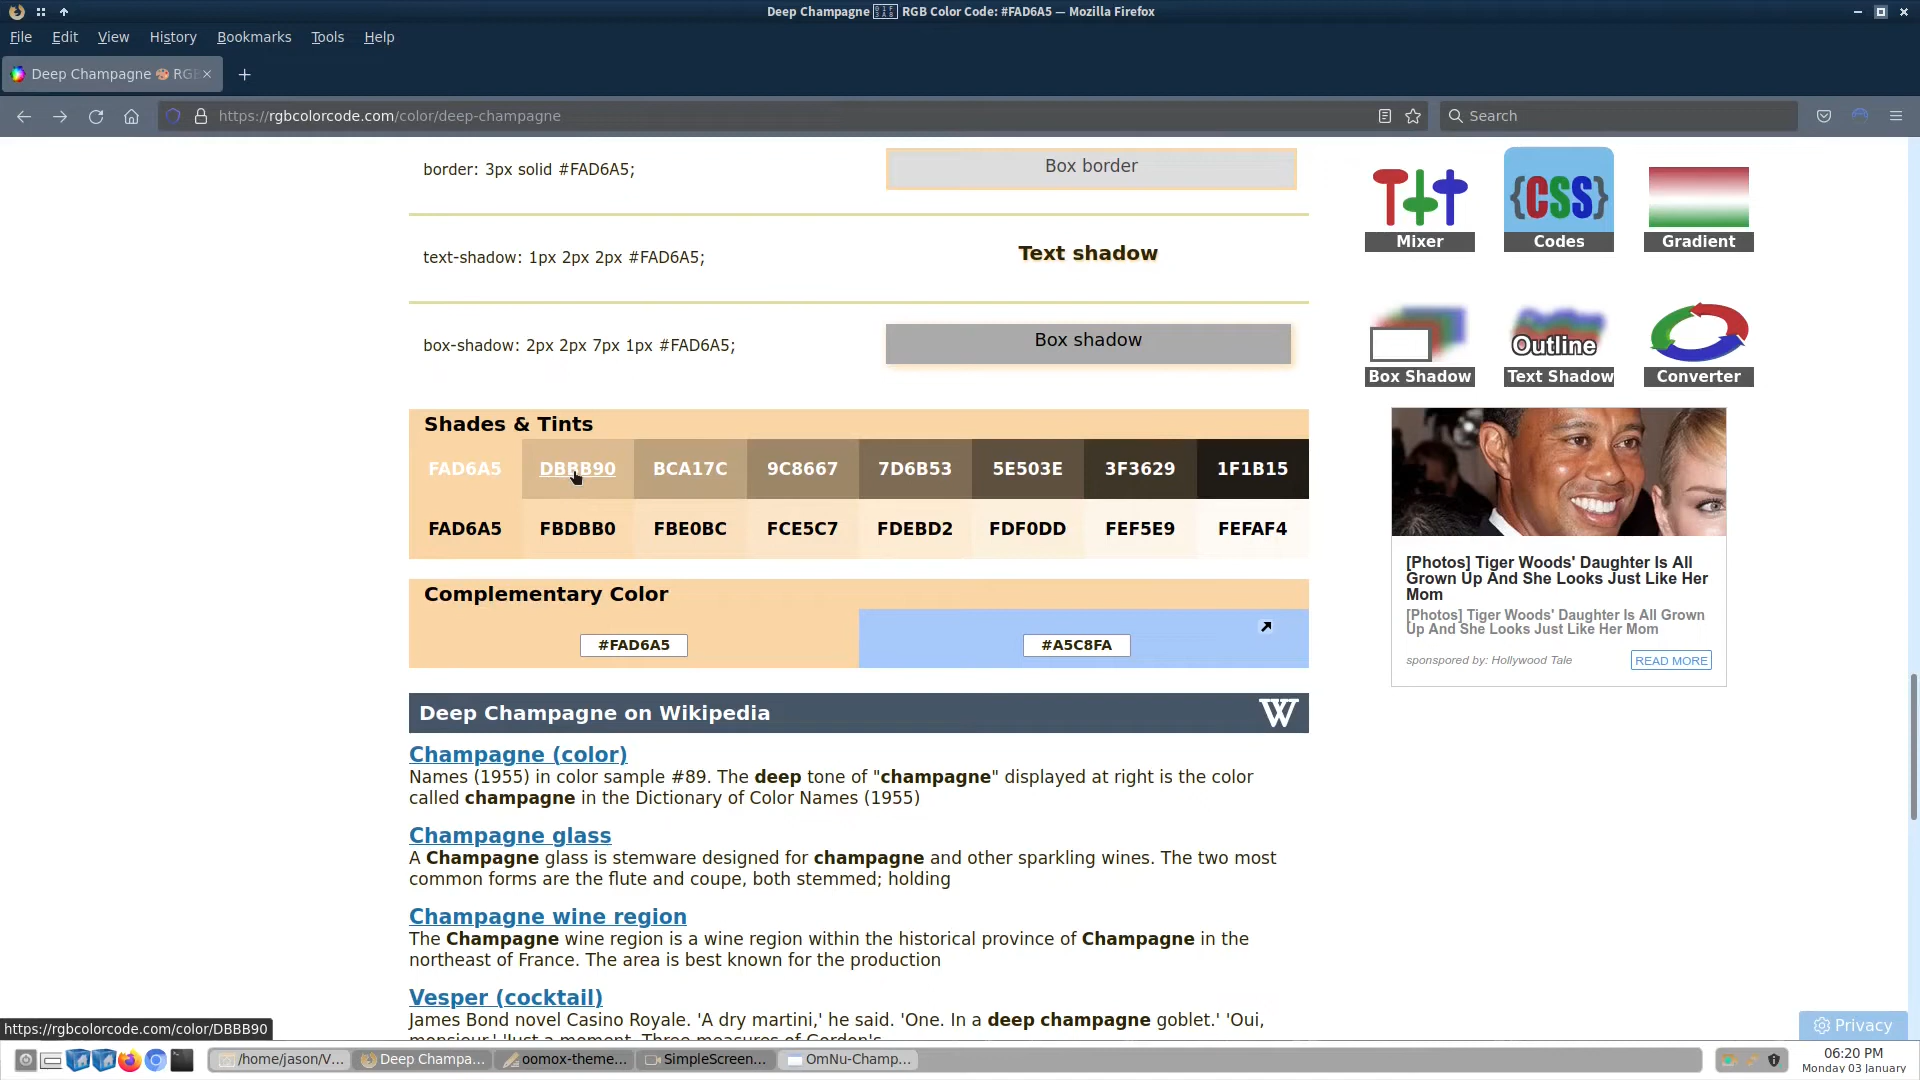 Deep Champagne RGB Color Code: #FAD6A5 — Mozilla Firefox
File Edit View History Bookmarks Tools Help
Deep Champagne RG
https://rgbcolorcode.com/color/deep-champagne
Search
border: 3px solid #FAD6A5;
Box border
text-shadow: 1px 2px 2px #FAD6A5;
Text shadow
box-shadow: 2px 2px 7px 1px #FAD6A5;
Box shadow
Shades & Tints
FAD6A5 DBBB90 BCA17C 9C8667 7D6B53 5E503E 3F3629 1F1B15
FAD6A5 FBDBB0 FBE0BC FCE5C7 FDEBD2 FDF0DD FEF5E9 FEFAF4
Complementary Color
#FAD6A5 #A5C8FA
Deep Champagne on Wikipedia W
Champagne (color)
Names (1955) in color sample #89. The deep tone of "champagne" displayed at right is the color
called champagne in the Dictionary of Color Names (1955)
Champagne glass
A Champagne glass is stemware designed for champagne and other sparkling wines. The two most
common forms are the flute and coupe, both stemmed; holding
Champagne wine region
The Champagne wine region is a wine region within the historical province of Champagne in the
northeast of France. The area is best known for the production
Vesper (cocktail)
James Bond novel Casino Royale. 'A dry martini,' he said. 'One. In a deep champagne goblet.' 'Oui,
monsieur.' 'Just a moment. Three measures of Gordon's
{CSS}
Mixer Codes Gradient
Outline
Box Shadow Text Shadow Converter
[Photos] Tiger Woods' Daughter Is All
Grown Up And She Looks Just Like Her
Mom
[Photos] Tiger Woods' Daughter Is All Grown
Up And She Looks Just Like Her Mom
sponspored by: Hollywood Tale READ MORE
Privacy
https://rgbcolorcode.com/color/DBBB90
/home/jason/V... Deep Champa... oomox-theme... SimpleScreen... OmNu-Champ...
06:20 PM
Monday 03 January